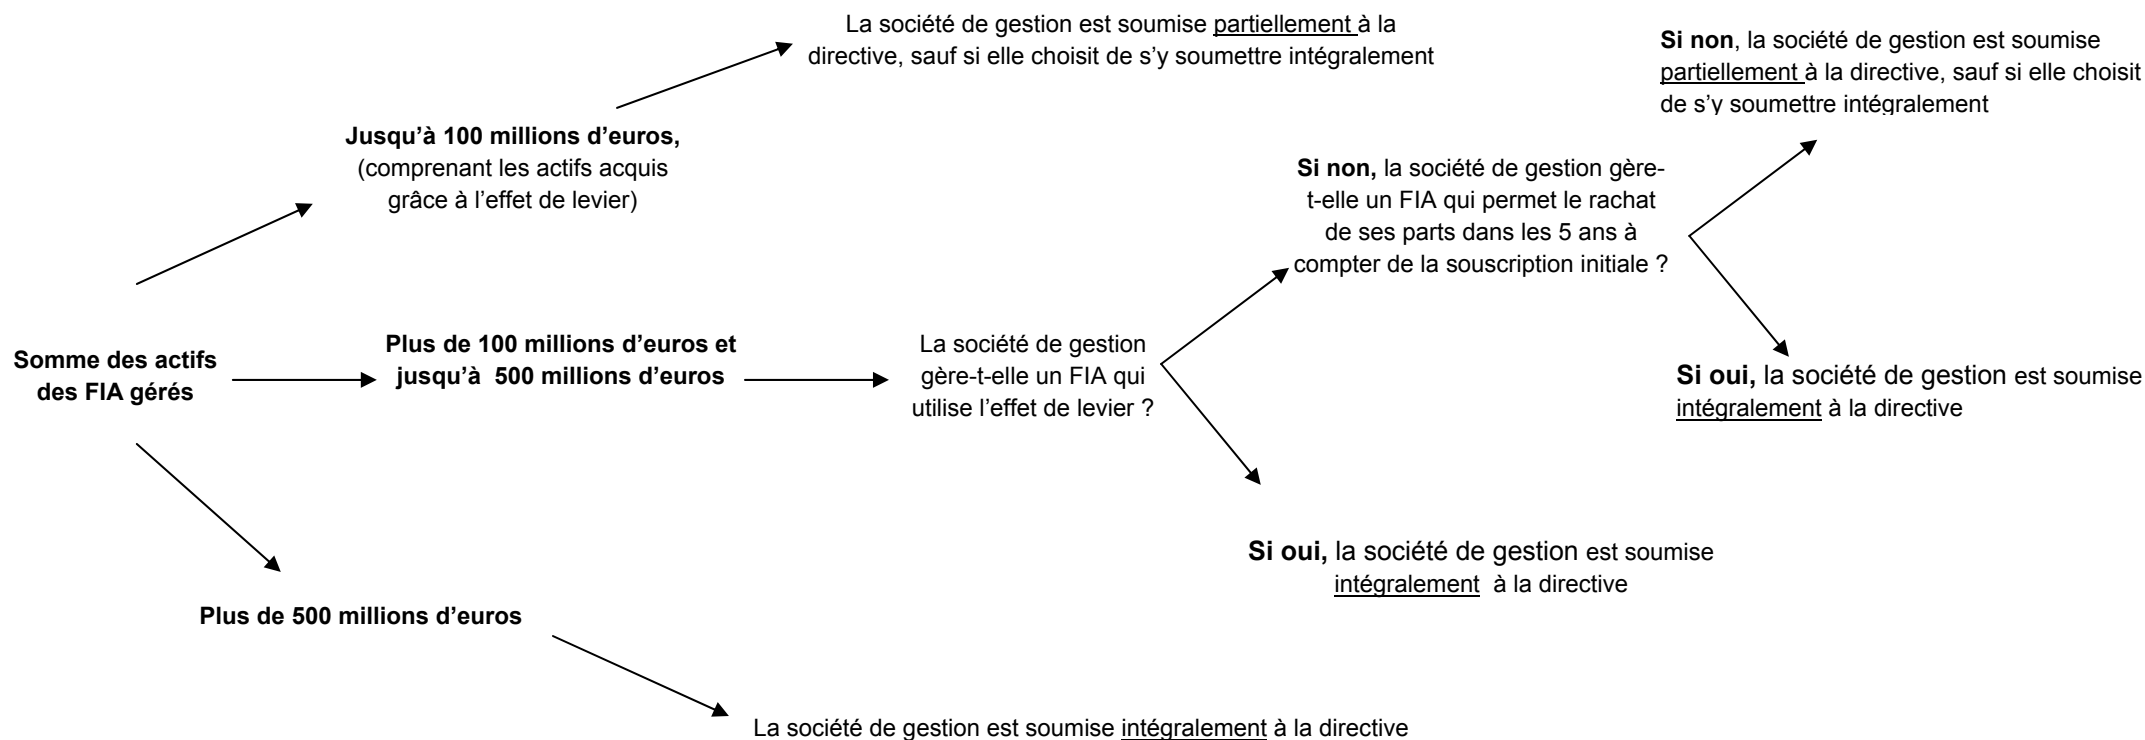 La société de gestion est soumise partiellement à la
directive, sauf si elle choisit de s’y soumettre intégralement
Si non, la société de gestion est soumise
partiellement à la directive, sauf si elle choisit
de s’y soumettre intégralement
Jusqu’à 100 millions d’euros,
(comprenant les actifs acquis
grâce à l’effet de levier)
Si non, la société de gestion gère-
t-elle un FIA qui permet le rachat
de ses parts dans les 5 ans à
compter de la souscription initiale ?
Somme des actifs
des FIA gérés
Plus de 100 millions d’euros et
jusqu’à 500 millions d’euros
La société de gestion
gère-t-elle un FIA qui
utilise l’effet de levier ?
Si oui, la société de gestion est soumise
intégralement à la directive
Si oui, la société de gestion est soumise
intégralement à la directive
Plus de 500 millions d’euros
La société de gestion est soumise intégralement à la directive